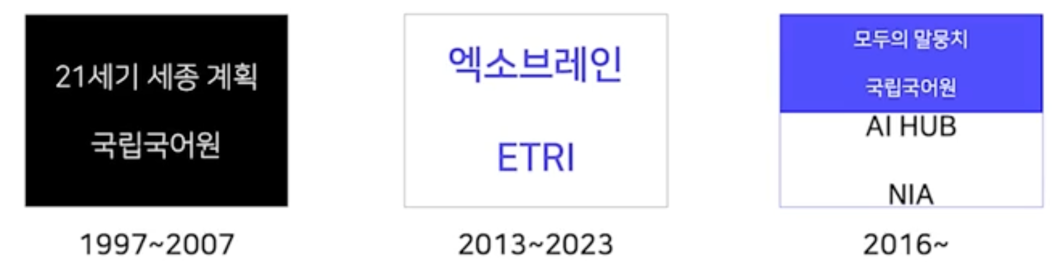 21세기 세종 계획
국립국어원
1997~2007
엑소브레인
ETRI
2013~2023
모두의 말뭉치
국립국어원
AI HUB
NIA
2016~